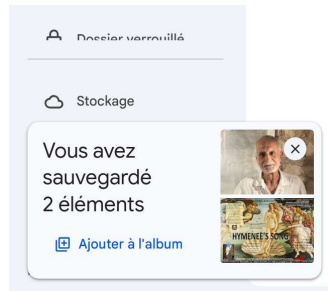 Dossier verrouillé
Stockage
Vous avez
sauvegardé
2 éléments
Ajouter à l'album
HYMENEE'S SONG